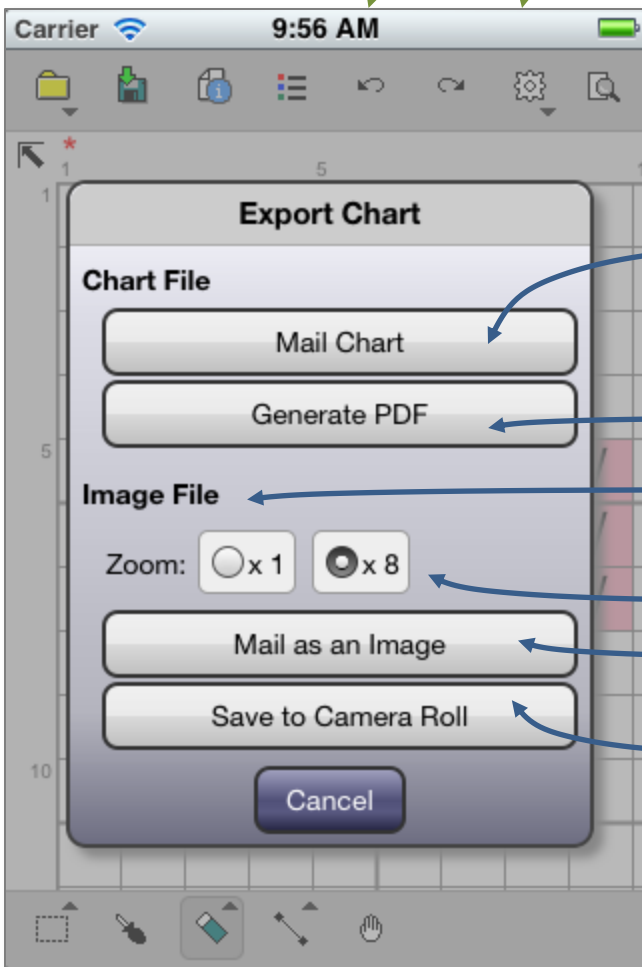 Carrier 9:56 AM
*
1 5 1
1
Export Chart
Chart File
Mail Chart
Generate PDF
5
Image File
Zoom: x 1 x 8
Mail as an Image
Save to Camera Roll
10
Cancel